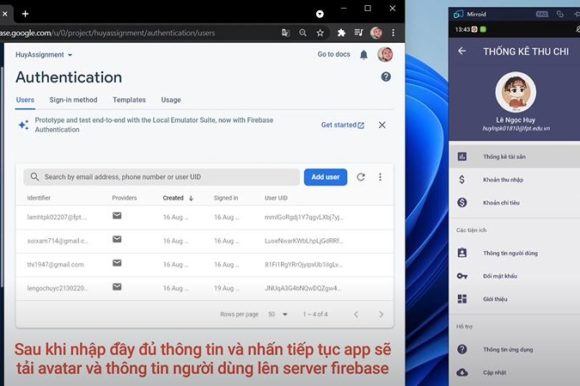 base.google.com/u/0/project/huyassignment/authentication/users
HuyAssignment
Go to docs
Authentication
Users Sign-in method Templates Usage
Prototype and test end-to-end with the Local Emulator Suite, now with Firebase
Authentication
Get started
Search by email address, phone number or user UID
Add user
Identifier Providers Created Signed in User UID
lamhtpk02207@fpt... 16 Aug ... 16 Aug ...
soixam714@gmail.c... 16 Aug ... 16 Aug ...
thi1947@gmail.com 16 Aug ... 16 Aug ...
lengochuyc2130220... 16 Aug ... 19 Aug ...
Rows per page 50 1 – 4 of 4
Sau khi nhập đầy đủ thông tin và nhấn tiếp tục app sẽ
tải avatar và thông tin người dùng lên server firebase
Mirroid
13:43
THỐNG KÊ THU CHI
Lê Ngọc Huy
huylnpk01810@fpt.edu.vn
Thống kê tài sản
Khoản thu nhập
Khoản chi tiêu
Các tiện ích
Thông tin người dùng
Đổi mật khẩu
Giới thiệu
Hỗ trợ
Thông tin ứng dụng
Cập nhật